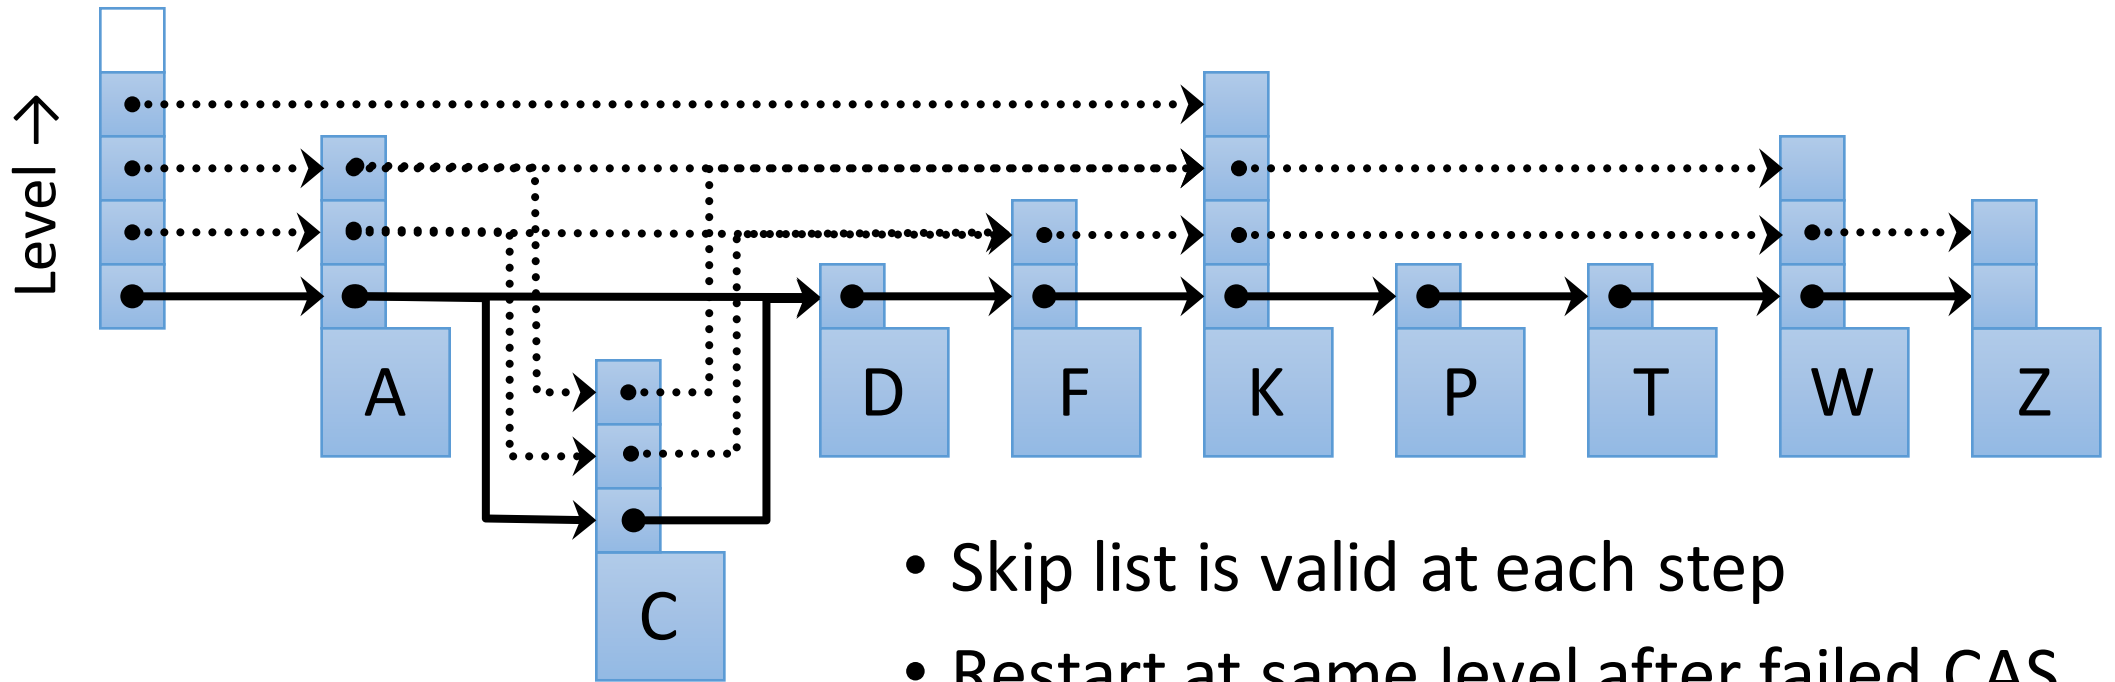 Level →
A
D
F
K
P
T
W
Z
C
• Skip list is valid at each step
• Restart at same level after failed CAS